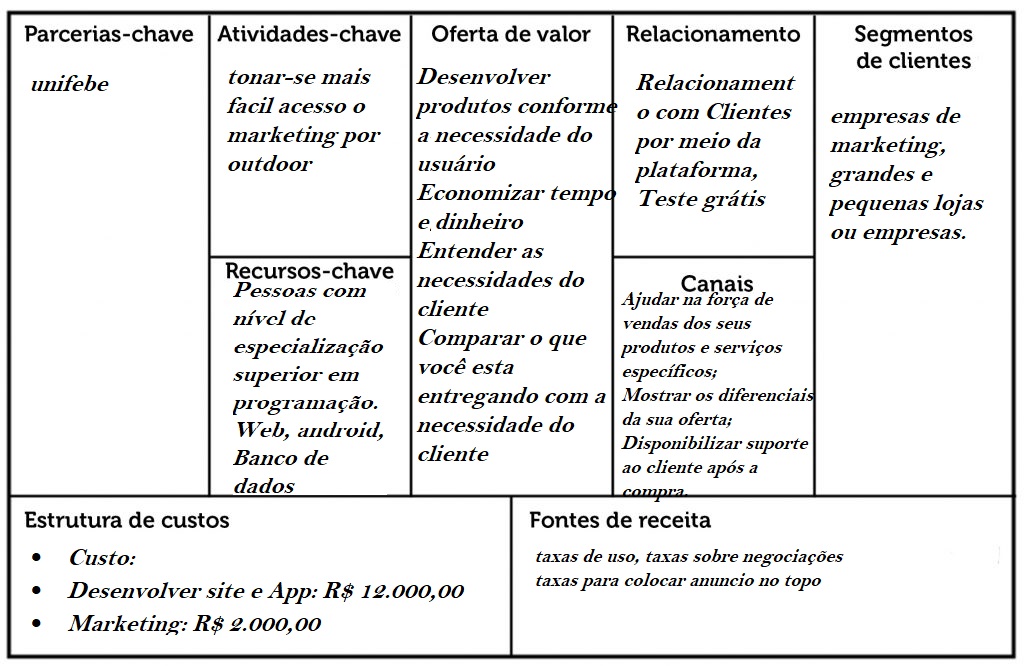 Parcerias-chave
unifebe
Atividades-chave
tonar-se mais
facil acesso o
marketing por
outdoor
Recursos-chave
Pessoas com
nível de
especialização
superior em
programação.
Web, android,
Banco de
dados
Oferta de valor
Desenvolver
produtos conforme
a necessidade do
usuário
Economizar tempo
e dinheiro
Entender as
necessidades do
cliente
Comparar o que
você esta
entregando com a
necessidade do
cliente
Relacionamento
Relacionament
o com Clientes
por meio da
plataforma,
Teste grátis
Canais
Ajudar na força de
vendas dos seus
produtos e serviços
específicos;
Mostrar os diferenciais
da sua oferta;
Disponibilizar suporte
ao cliente após a
compra.
Segmentos
de clientes
empresas de
marketing,
grandes e
pequenas lojas
ou empresas.
Estrutura de custos
• Custo:
• Desenvolver site e App: R$ 12.000,00
• Marketing: R$ 2.000,00
Fontes de receita
taxas de uso, taxas sobre negociações
taxas para colocar anuncio no topo